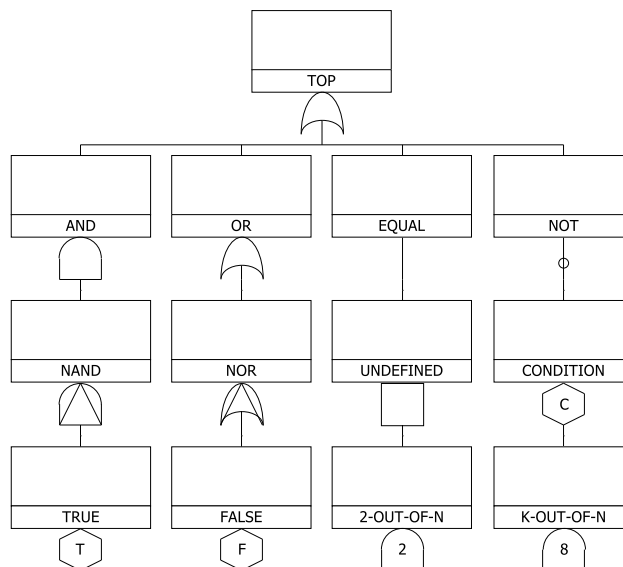 TOP
AND
OR
EQUAL
NOT
NAND
NOR
UNDEFINED
CONDITION
C
TRUE
FALSE
2-OUT-OF-N
K-OUT-OF-N
T
F
2
8